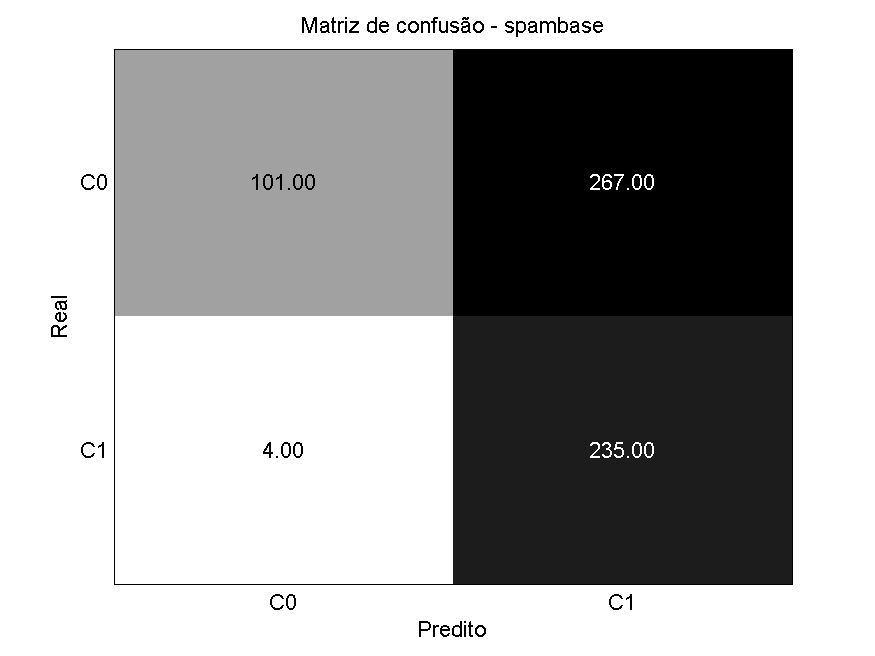 Matriz de confusão - spambase
C0
101.00
267.00
Real
C1
4.00
235.00
C0
C1
Predito